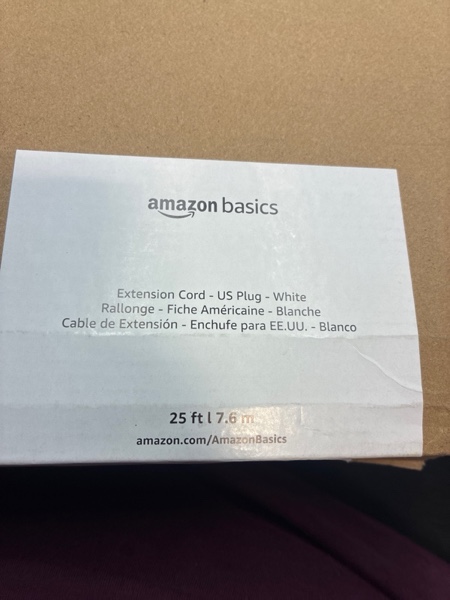 amazon basics
Extension Cord - US Plug - White
Rallonge - Fiche Américaine - Blanche
Cable de Extensión - Enchufe para EE.UU. - Blanco
25 ft l 7.6 m
amazon.com/AmazonBasics